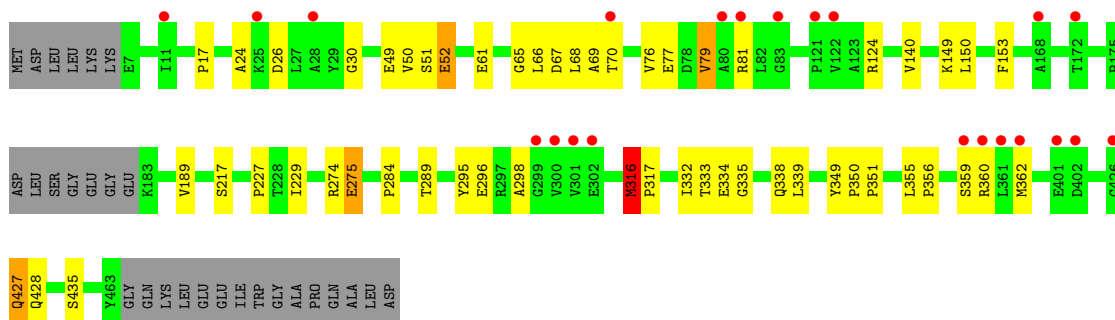 MET ASP LEU LEU LYS LYS E7 I11 P17 A24 K25 D26 L27 A28 Y29 G30 E49 V50 S51 E52 E61 G65 L66 D67 L68 A69 T70 V76 E77 D78 V79 A80 R81 L82 G83 P121 V122 A123 R124 V140 K149 L150 F153 A168 T172 P175
ASP LEU SER GLY GLU GLY GLU K183 V189 S217 P227 T228 I229 R274 E275 P284 T289 Y295 E296 R297 A298 G299 V300 V301 E302 M316 P317 I332 T333 E334 G335 Q338 L339 Y349 P350 P351 L355 P356 S359 R360 L361 M362 E401 D402 G426
Q427 Q428 S435 Y463 GLY GLN LYS LEU GLU GLU ILE TRP GLY ALA PRO GLN ALA LEU ASP